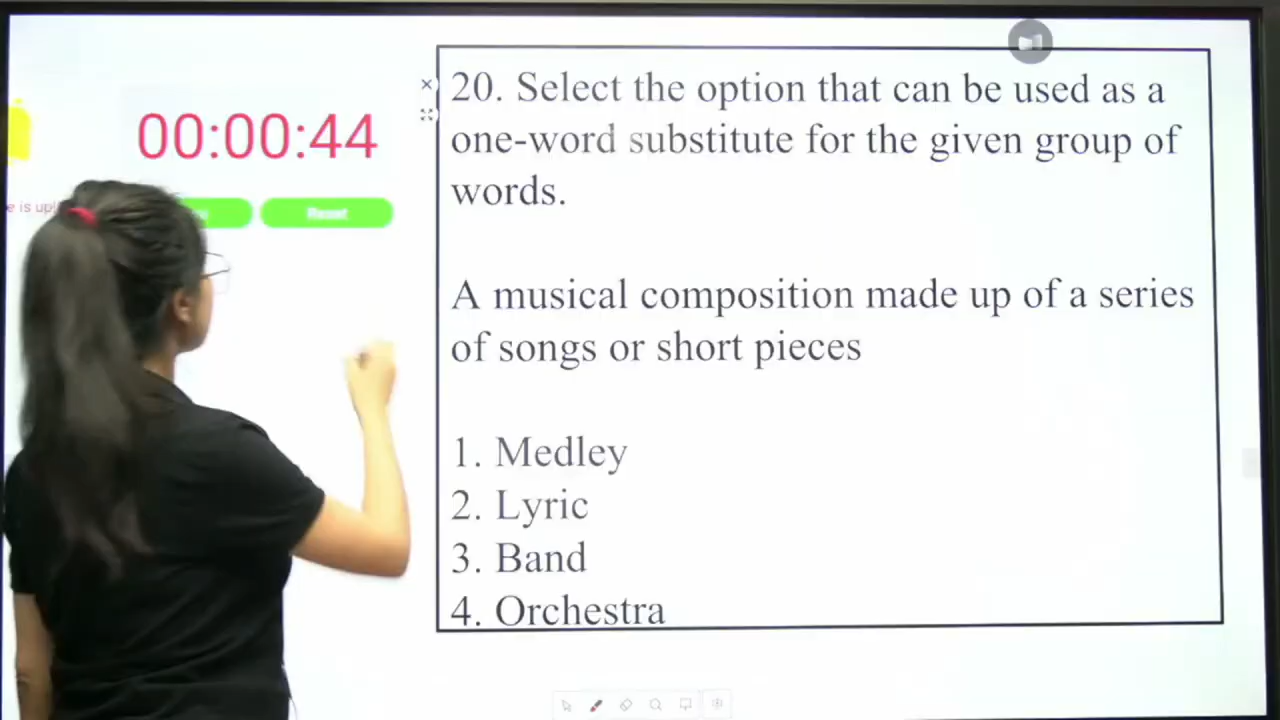 00:00:44
e is upl
Reset
20. Select the option that can be used as a
one-word substitute for the given group of
words.
A musical composition made up of a series
of songs or short pieces
1. Medley
2. Lyric
3. Band
4. Orchestra